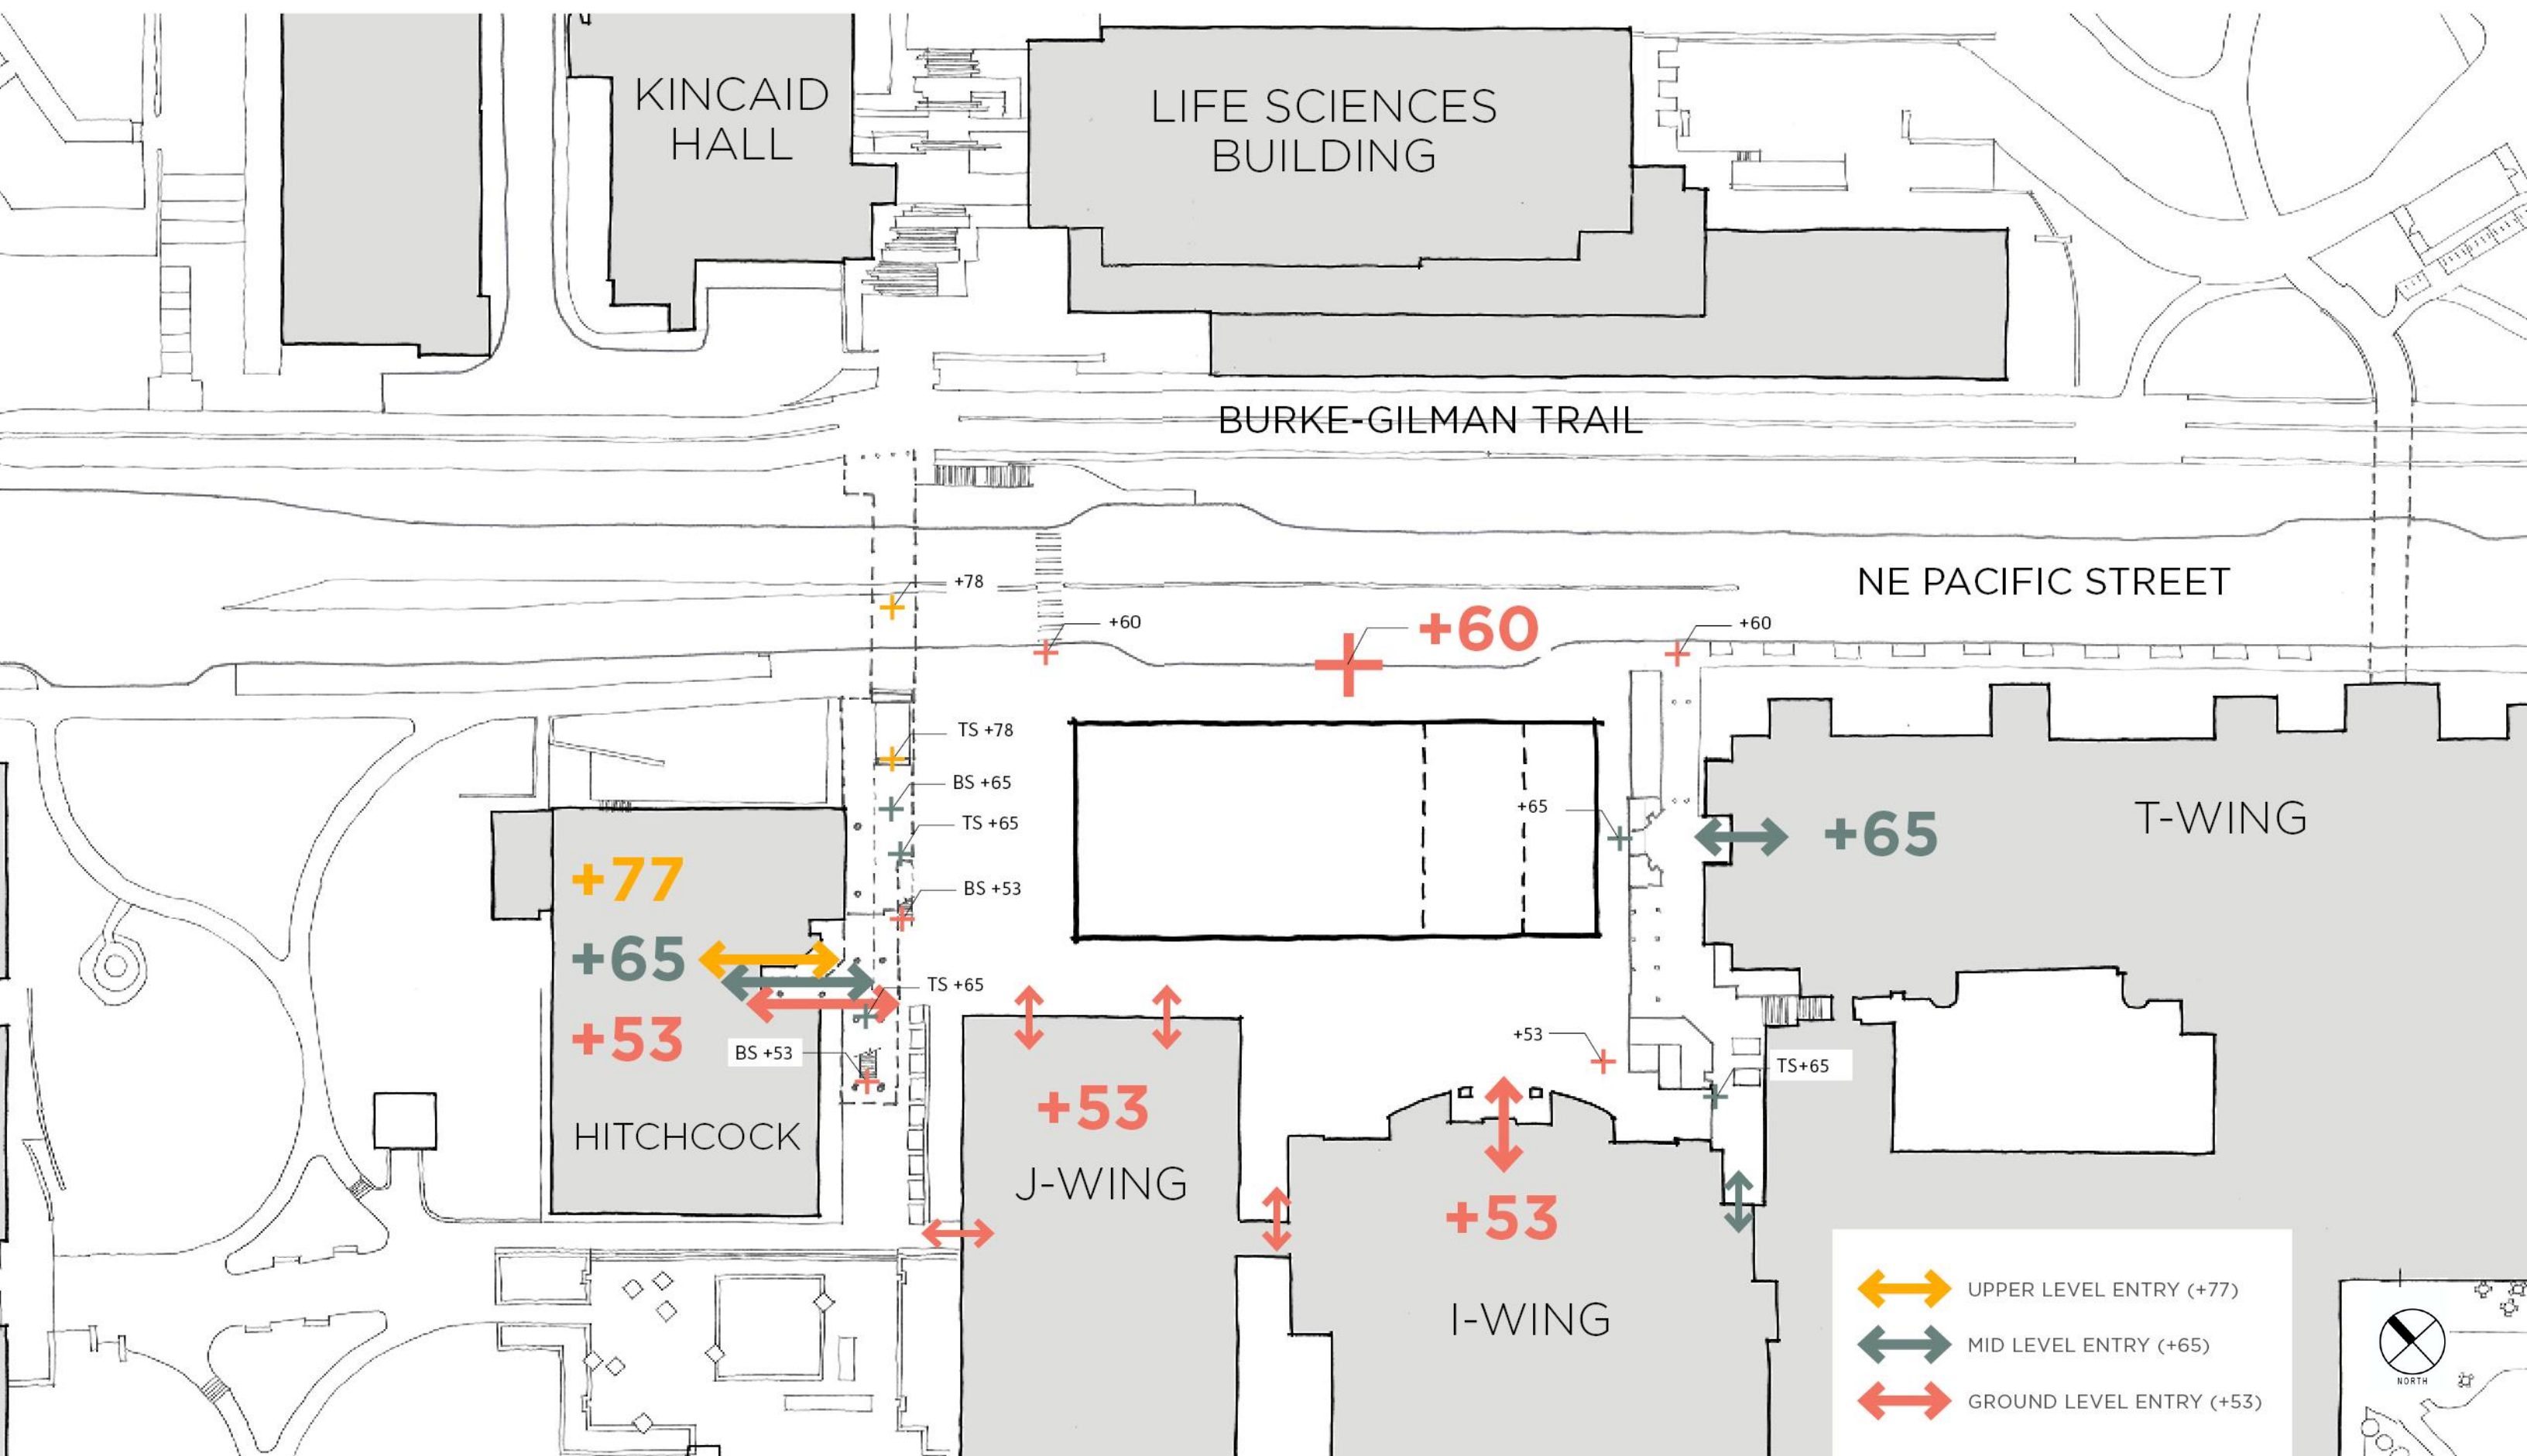 KINCAID
HALL
LIFE SCIENCES
BUILDING
BURKE-GILMAN TRAIL
NE PACIFIC STREET
+78
+60
+60
+60
TS +78
BS +65
TS +65
BS +53
+65
+65
T-WING
+77
+65
+53
TS +65
BS +53
HITCHCOCK
+53
TS+65
+53
J-WING
+53
I-WING
UPPER LEVEL ENTRY (+77)
MID LEVEL ENTRY (+65)
GROUND LEVEL ENTRY (+53)
NORTH